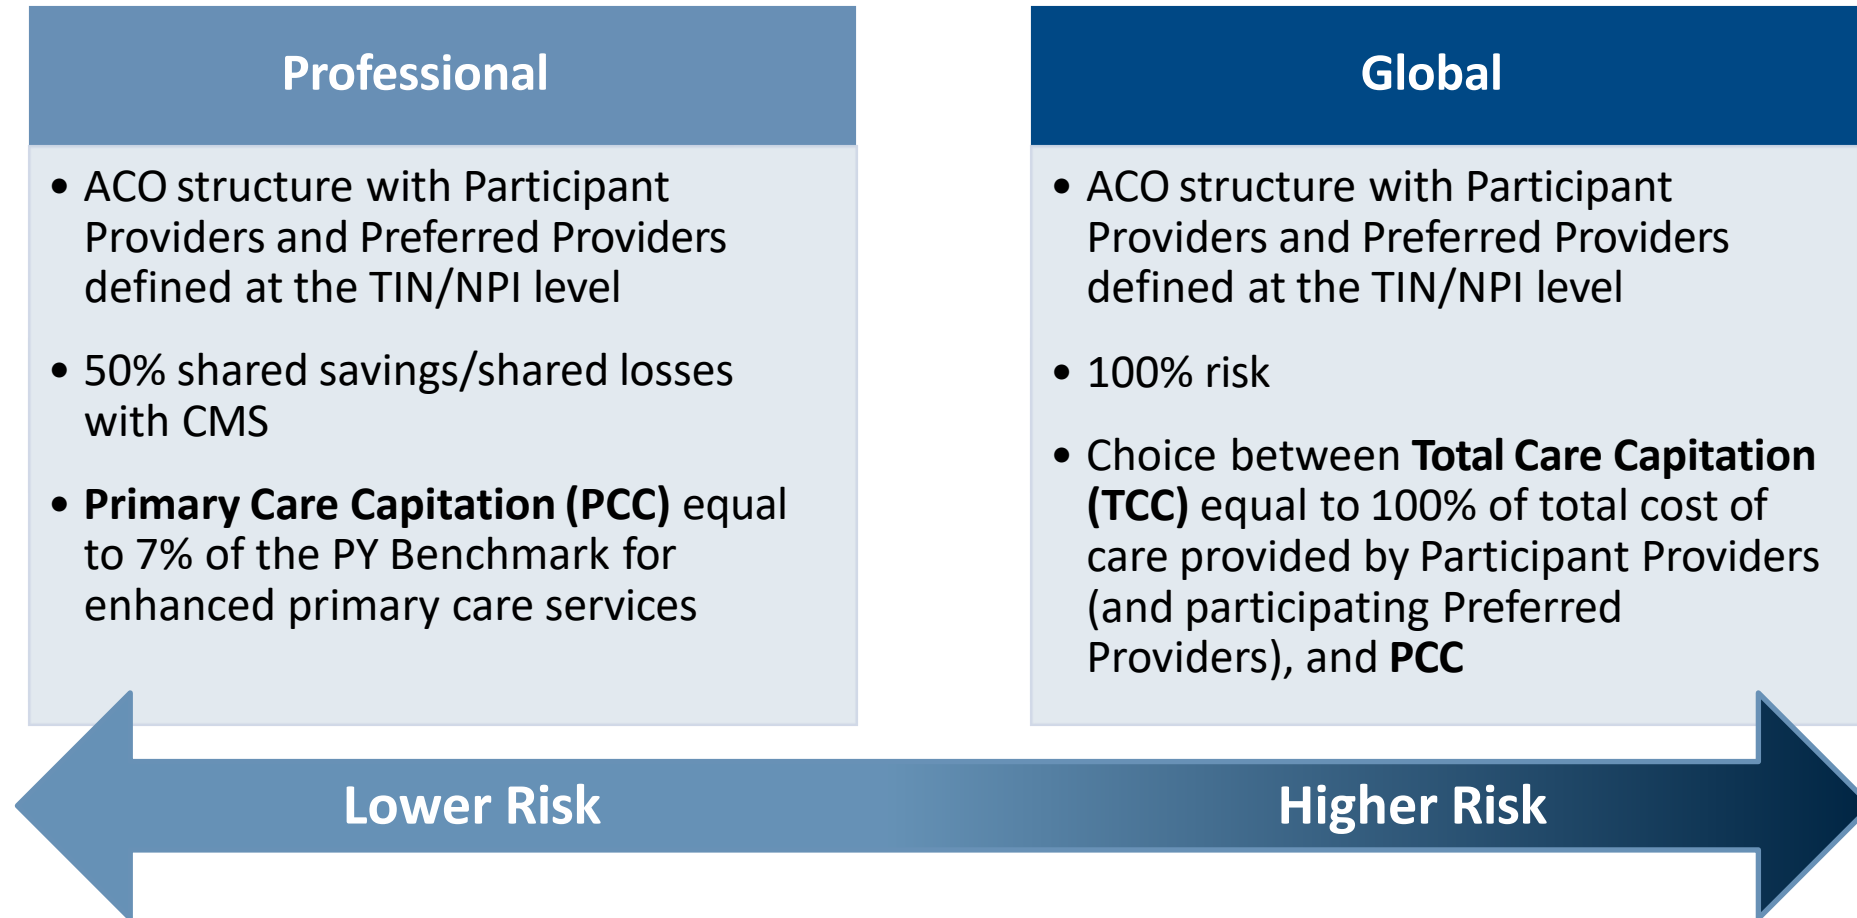 Professional
• ACO structure with Participant
Providers and Preferred Providers
defined at the TIN/NPI level
• 50% shared savings/shared losses
with CMS
• Primary Care Capitation (PCC) equal
to 7% of the PY Benchmark for
enhanced primary care services
Global
• ACO structure with Participant
Providers and Preferred Providers
defined at the TIN/NPI level
• 100% risk
• Choice between Total Care Capitation
(TCC) equal to 100% of total cost of
care provided by Participant Providers
(and participating Preferred
Providers), and PCC
Lower Risk
Higher Risk